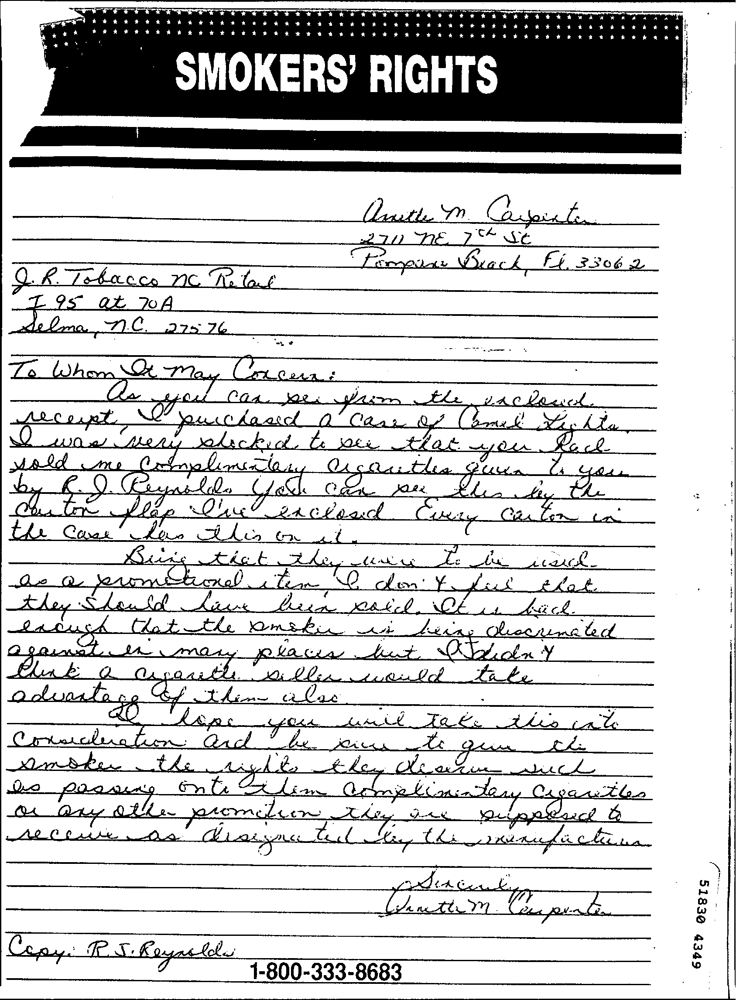 SMOKERS' RIGHTS
Annette M. Carpenter
2711 NE. 7th St
Pompano Beach, Fl. 33062
J.R. Tobacco NC Retail
I 95 at 70A
Selma, N.C. 27576
To Whom It May Concern:
As you can see from the enclosed
receipt, I purchased a case of Camel Lights.
I was very shocked to see that you had
sold me complimentary cigarettes given to you
by R.J. Reynolds. You can see this by the
carton flap I've enclosed. Every carton in
the case has this on it.
Being that they were to be used
as a promotional item, I don't feel that
they should have been sold. It is bad
enough that the smoker is being discriminated
against in many places but I didn't
think a cigarette seller would take
advantage of them also.
I hope you will take this into
consideration and be sure to give the
smoker the rights they deserve such
as passing onto them complimentary cigarettes
or any other promotion they are supposed to
receive as designated by the manufacturer
Sincerely,
Annette M. Carpenter
Copy: R.J. Reynolds
1-800-333-8683
51830 4349